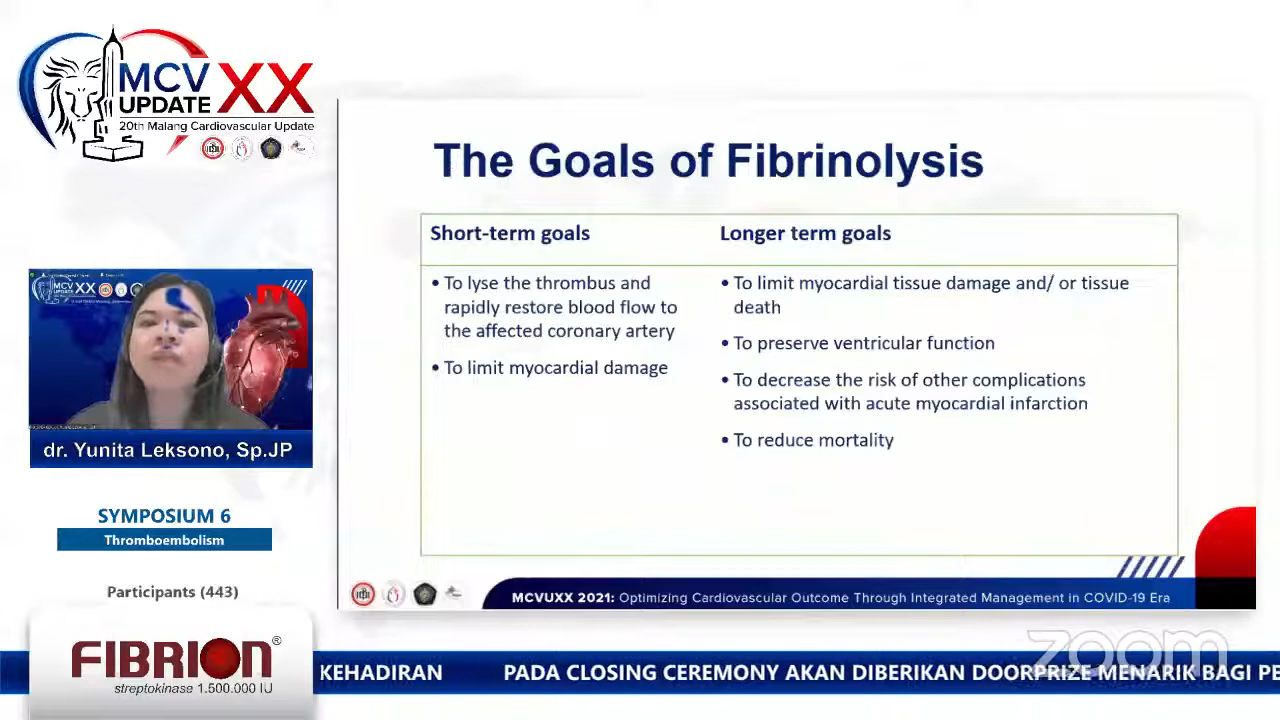 MCV XX
UPDATE
20th Malang Cardiovascular Update
The Goals of Fibrinolysis
Short-term goals
• To lyse the thrombus and
rapidly restore blood flow to
the affected coronary artery
• To limit myocardial damage
Longer term goals
• To limit myocardial tissue damage and/ or tissue
death
• To preserve ventricular function
• To decrease the risk of other complications
associated with acute myocardial infarction
• To reduce mortality
MCV XX
UPDATE
dr. Yunita Leksono, Sp.JP
SYMPOSIUM 6
Thromboembolism
Participants (443)
MCVUXX 2021: Optimizing Cardiovascular Outcome Through Integrated Management in COVID-19 Era
zoom
FIBRION®
streptokinase 1.500.000 IU
KEHADIRAN PADA CLOSING CEREMONY AKAN DIBERIKAN DOORPRIZE MENARIK BAGI PE